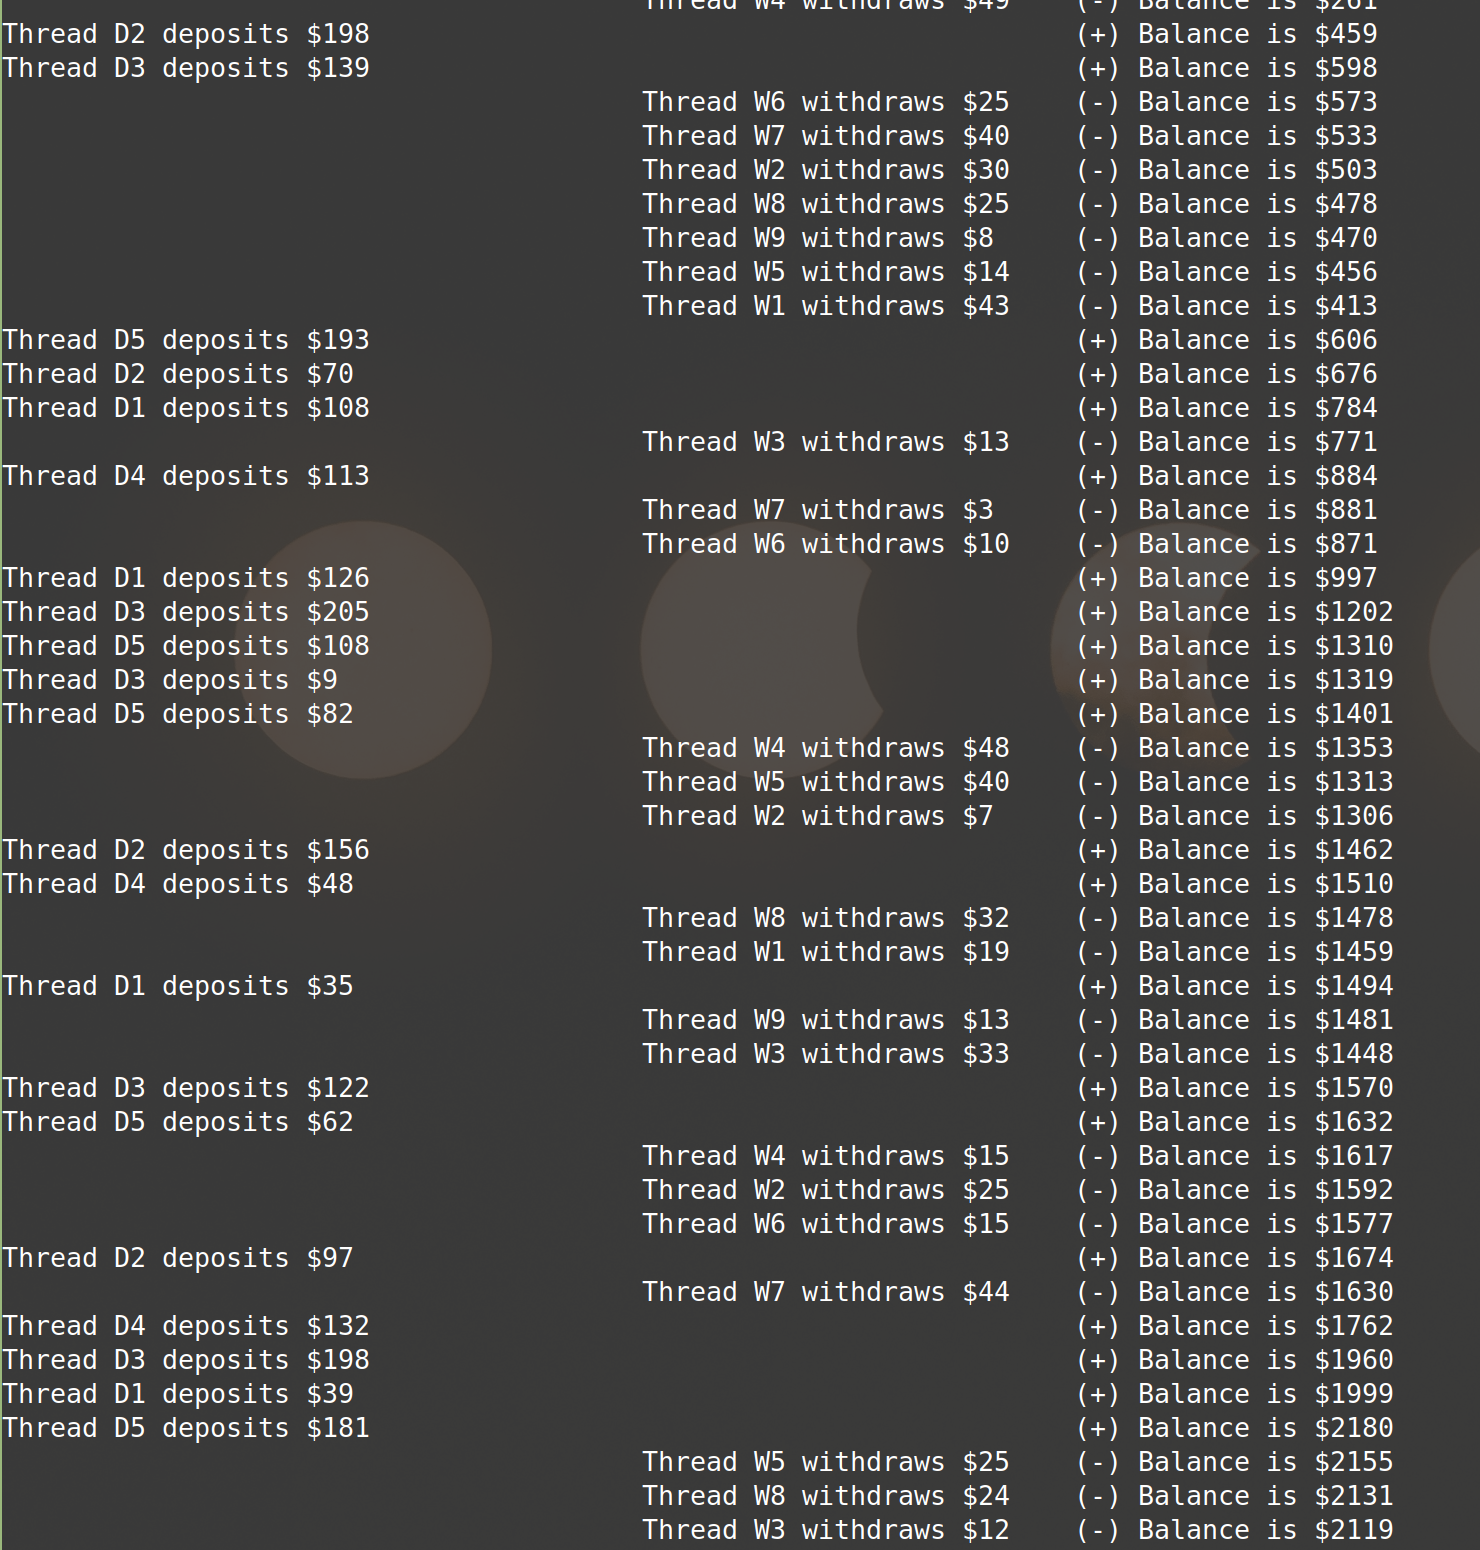 Thread W4 withdraws $49 (-) Balance is $261
Thread D2 deposits $198 (+) Balance is $459
Thread D3 deposits $139 (+) Balance is $598
Thread W6 withdraws $25 (-) Balance is $573
Thread W7 withdraws $40 (-) Balance is $533
Thread W2 withdraws $30 (-) Balance is $503
Thread W8 withdraws $25 (-) Balance is $478
Thread W9 withdraws $8 (-) Balance is $470
Thread W5 withdraws $14 (-) Balance is $456
Thread W1 withdraws $43 (-) Balance is $413
Thread D5 deposits $193 (+) Balance is $606
Thread D2 deposits $70 (+) Balance is $676
Thread D1 deposits $108 (+) Balance is $784
Thread W3 withdraws $13 (-) Balance is $771
Thread D4 deposits $113 (+) Balance is $884
Thread W7 withdraws $3 (-) Balance is $881
Thread W6 withdraws $10 (-) Balance is $871
Thread D1 deposits $126 (+) Balance is $997
Thread D3 deposits $205 (+) Balance is $1202
Thread D5 deposits $108 (+) Balance is $1310
Thread D3 deposits $9 (+) Balance is $1319
Thread D5 deposits $82 (+) Balance is $1401
Thread W4 withdraws $48 (-) Balance is $1353
Thread W5 withdraws $40 (-) Balance is $1313
Thread W2 withdraws $7 (-) Balance is $1306
Thread D2 deposits $156 (+) Balance is $1462
Thread D4 deposits $48 (+) Balance is $1510
Thread W8 withdraws $32 (-) Balance is $1478
Thread W1 withdraws $19 (-) Balance is $1459
Thread D1 deposits $35 (+) Balance is $1494
Thread W9 withdraws $13 (-) Balance is $1481
Thread W3 withdraws $33 (-) Balance is $1448
Thread D3 deposits $122 (+) Balance is $1570
Thread D5 deposits $62 (+) Balance is $1632
Thread W4 withdraws $15 (-) Balance is $1617
Thread W2 withdraws $25 (-) Balance is $1592
Thread W6 withdraws $15 (-) Balance is $1577
Thread D2 deposits $97 (+) Balance is $1674
Thread W7 withdraws $44 (-) Balance is $1630
Thread D4 deposits $132 (+) Balance is $1762
Thread D3 deposits $198 (+) Balance is $1960
Thread D1 deposits $39 (+) Balance is $1999
Thread D5 deposits $181 (+) Balance is $2180
Thread W5 withdraws $25 (-) Balance is $2155
Thread W8 withdraws $24 (-) Balance is $2131
Thread W3 withdraws $12 (-) Balance is $2119